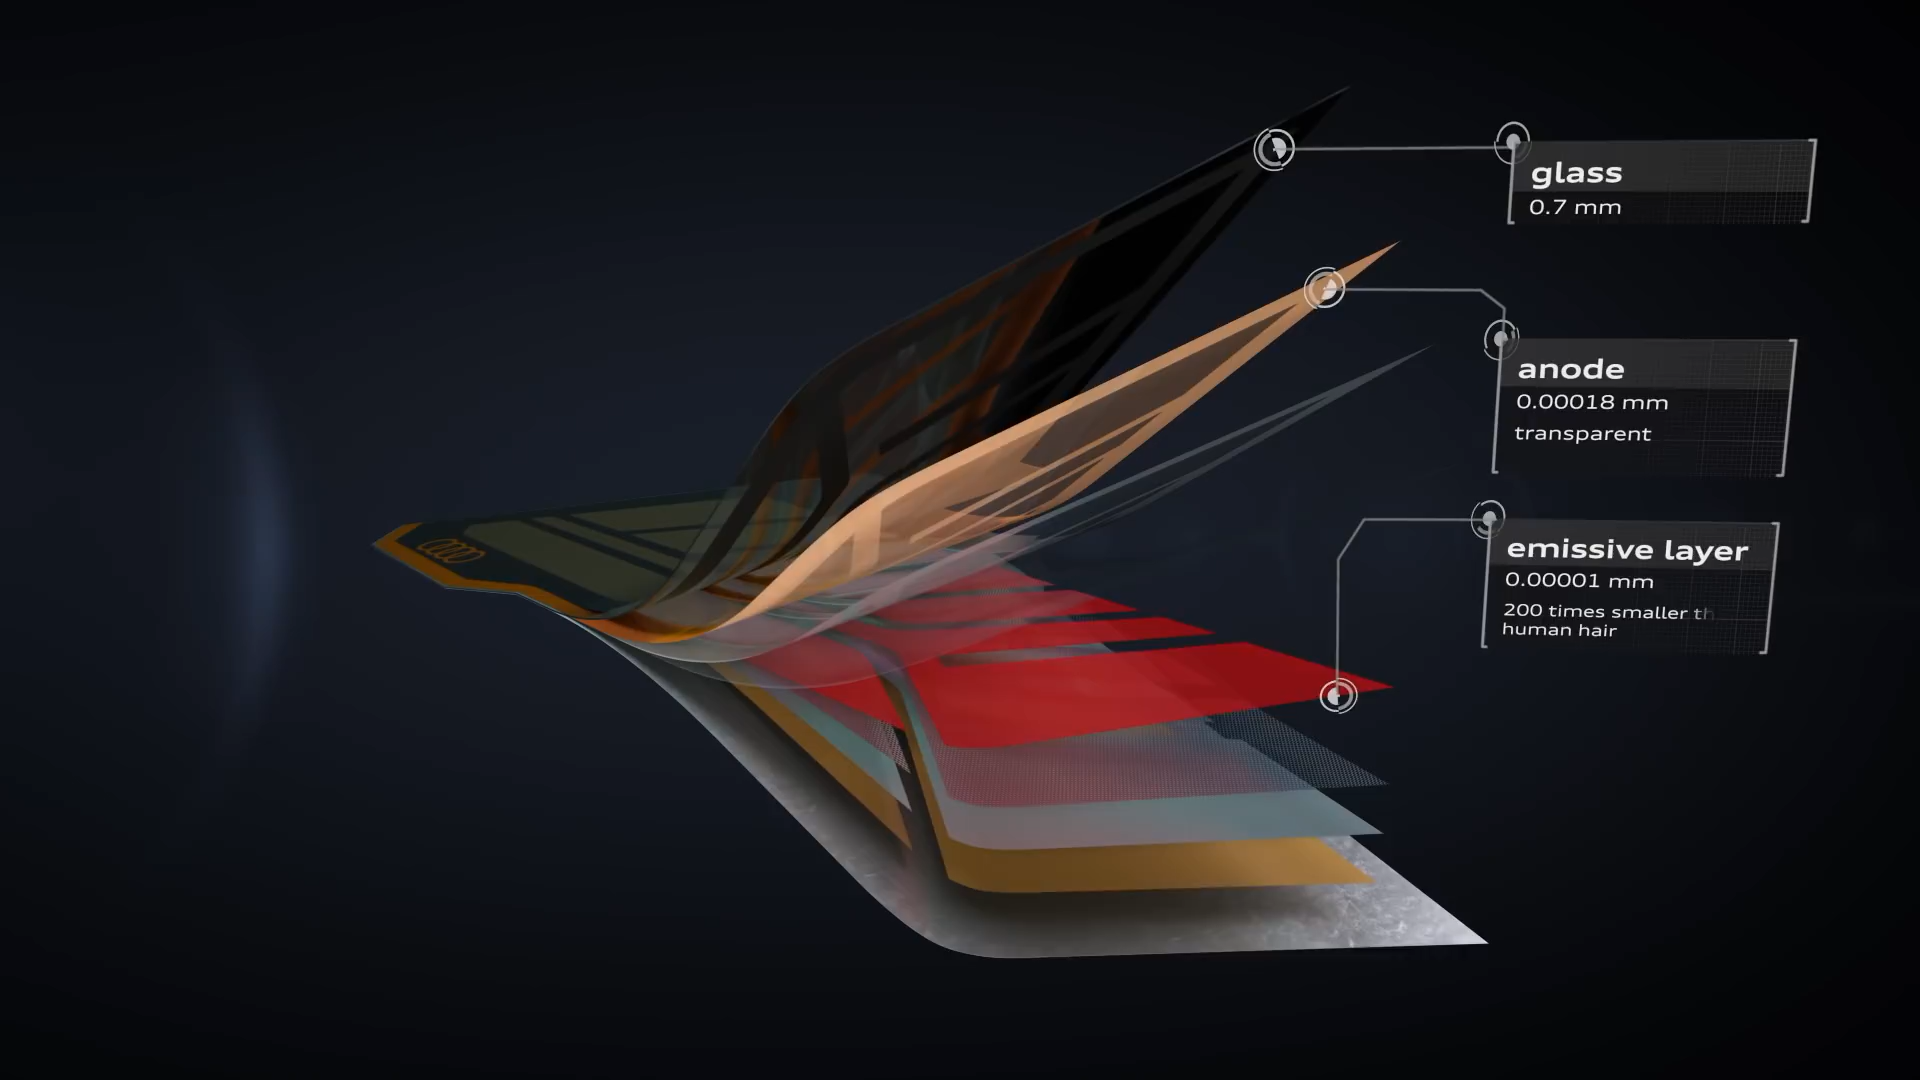 glass
0.7 mm
anode
0.00018 mm
transparent
emissive layer
0.00001 mm
200 times smaller th
human hair